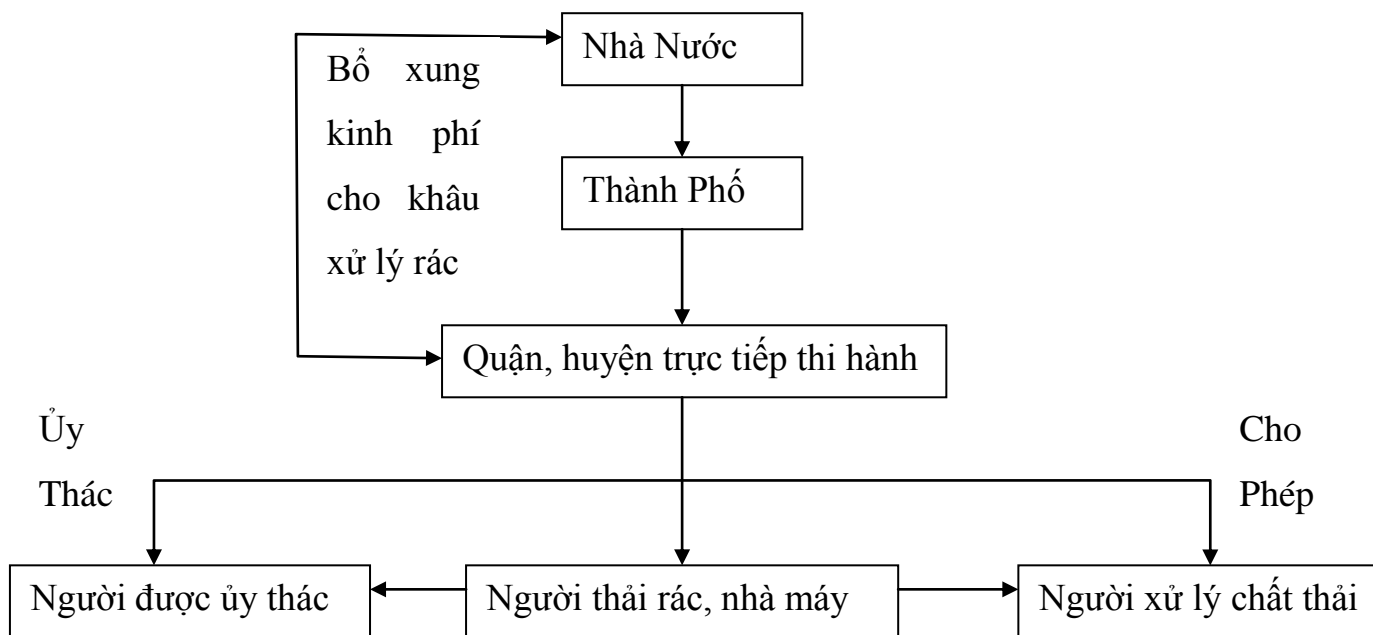 Nhà Nước
Bổ xung
kinh phí
cho khâu
xử lý rác
Thành Phố
Quận, huyện trực tiếp thi hành
Ủy
Thác
Cho
Phép
Người được ủy thác
Người thải rác, nhà máy
Người xử lý chất thải